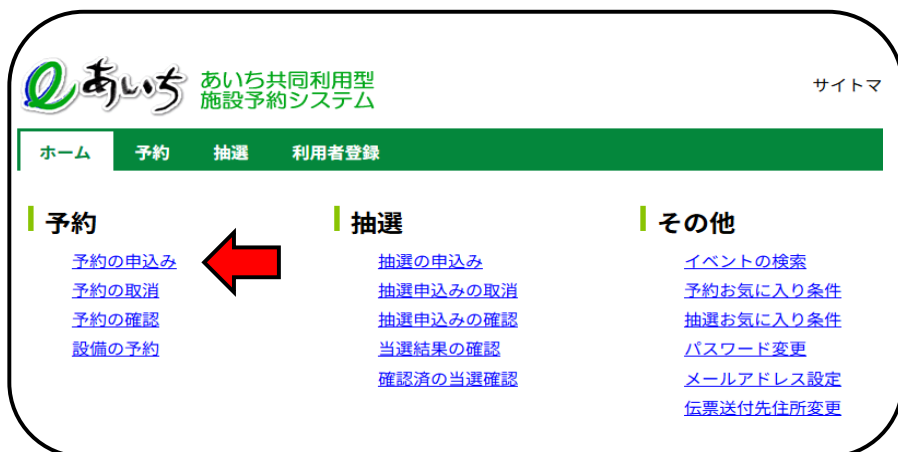 あいち
あいち共同利用型
施設予約システム
サイトマ
ホーム 予約 抽選 利用者登録
予約
予約の申込み
予約の取消
予約の確認
設備の予約
抽選
抽選の申込み
抽選申込みの取消
抽選申込みの確認
当選結果の確認
確認済の当選確認
その他
イベントの検索
予約お気に入り条件
抽選お気に入り条件
パスワード変更
メールアドレス設定
伝票送付先住所変更